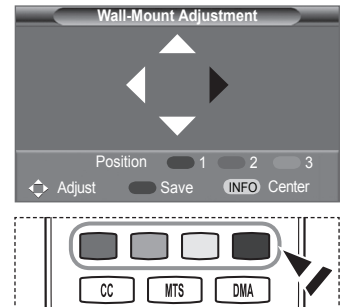 Wall-Mount Adjustment
Position 1 2 3
Adjust Save INFO Center
CC MTS DMA